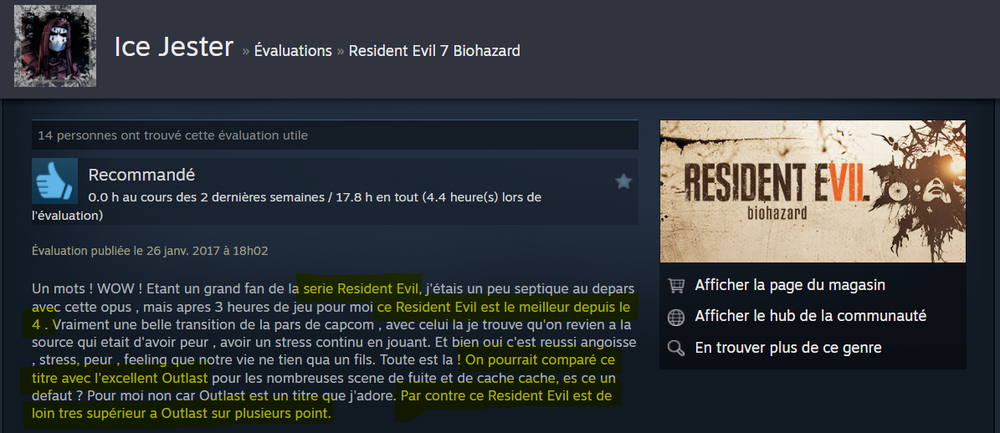 Ice Jester » Évaluations » Resident Evil 7 Biohazard
14 personnes ont trouvé cette évaluation utile
Recommandé
0.0 h au cours des 2 dernières semaines / 17.8 h en tout (4.4 heure(s) lors de
l'évaluation)
Évaluation publiée le 26 janv. 2017 à 18h02
Un mots ! WOW ! Etant un grand fan de la serie Resident Evil, j'étais un peu septique au depars
avec cette opus , mais apres 3 heures de jeu pour moi ce Resident Evil est le meilleur depuis le
4 . Vraiment une belle transition de la pars de capcom , avec celui la je trouve qu'on revien a la
source qui etait d'avoir peur , avoir un stress continu en jouant. Et bien oui c'est reussi angoisse
, stress, peur , feeling que notre vie ne tien qua un fils. Toute est la ! On pourrait comparé ce
titre avec l'excellent Outlast pour les nombreuses scene de fuite et de cache cache, es ce un
defaut ? Pour moi non car Outlast est un titre que j'adore. Par contre ce Resident Evil est de
loin tres supérieur a Outlast sur plusieurs point.
RESIDENT EVIL
biohazard
Afficher la page du magasin
Afficher le hub de la communauté
En trouver plus de ce genre